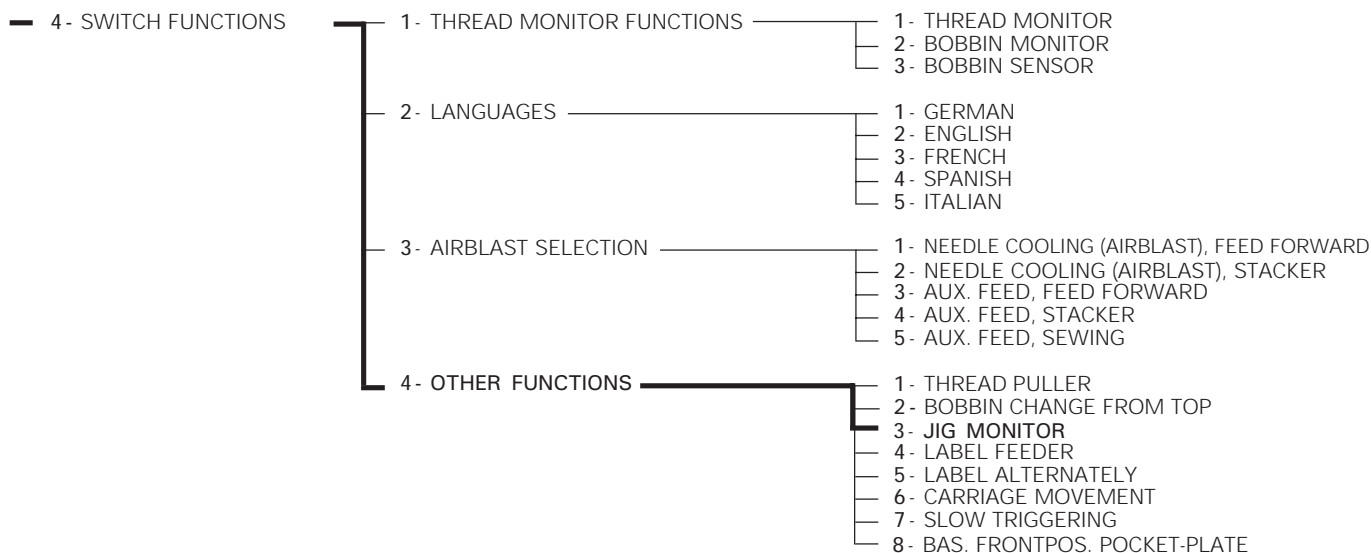 4- SWITCH FUNCTIONS
1- THREAD MONITOR FUNCTIONS
1- THREAD MONITOR
2- BOBBIN MONITOR
3- BOBBIN SENSOR
2- LANGUAGES
1- GERMAN
2- ENGLISH
3- FRENCH
4- SPANISH
5- ITALIAN
3- AIRBLAST SELECTION
1- NEEDLE COOLING (AIRBLAST), FEED FORWARD
2- NEEDLE COOLING (AIRBLAST), STACKER
3- AUX. FEED, FEED FORWARD
4- AUX. FEED, STACKER
5- AUX. FEED, SEWING
4- OTHER FUNCTIONS
1- THREAD PULLER
2- BOBBIN CHANGE FROM TOP
3- JIG MONITOR
4- LABEL FEEDER
5- LABEL ALTERNATELY
6- CARRIAGE MOVEMENT
7- SLOW TRIGGERING
8- BAS. FRONTPOS. POCKET-PLATE